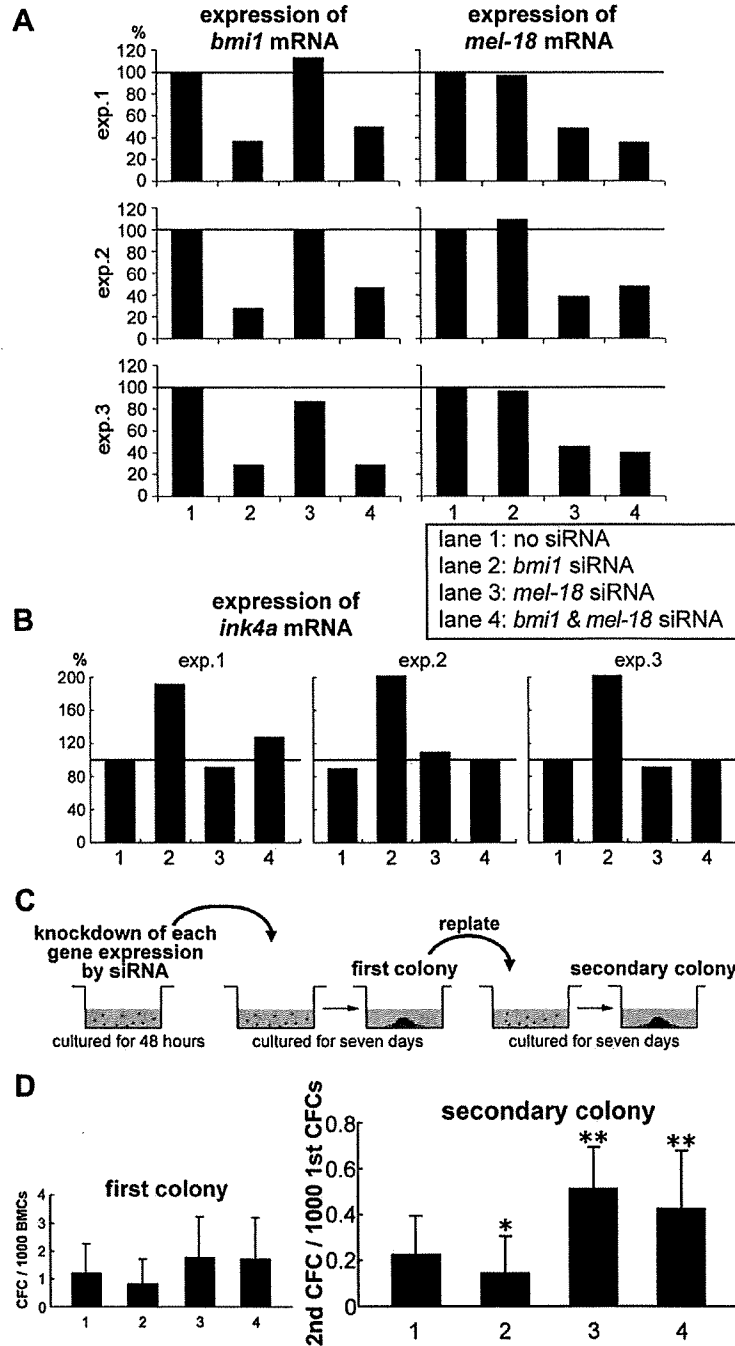 A
expression of
bmi1 mRNA
expression of
mel-18 mRNA
%
exp.1
120
100
80
60
40
20
0
exp.2
120
100
80
60
40
20
0
exp.3
120
100
80
60
40
20
0
1 2 3 4
1 2 3 4
lane 1: no siRNA
lane 2: bmi1 siRNA
lane 3: mel-18 siRNA
lane 4: bmi1 & mel-18 siRNA
B
expression of
ink4a mRNA
%
exp.1 exp.2 exp.3
200
160
120
80
40
0
1 2 3 4
1 2 3 4
1 2 3 4
C
knockdown of each
gene expression
by siRNA
cultured for 48 hours
first colony
cultured for seven days
replate
secondary colony
cultured for seven days
D
first colony
CFC / 1000 BMCs
4
3
2
1
0
1 2 3 4
secondary colony
2nd CFC / 1000 1st CFCs
0.8
0.6
0.4
0.2
0
*
**
**
1 2 3 4